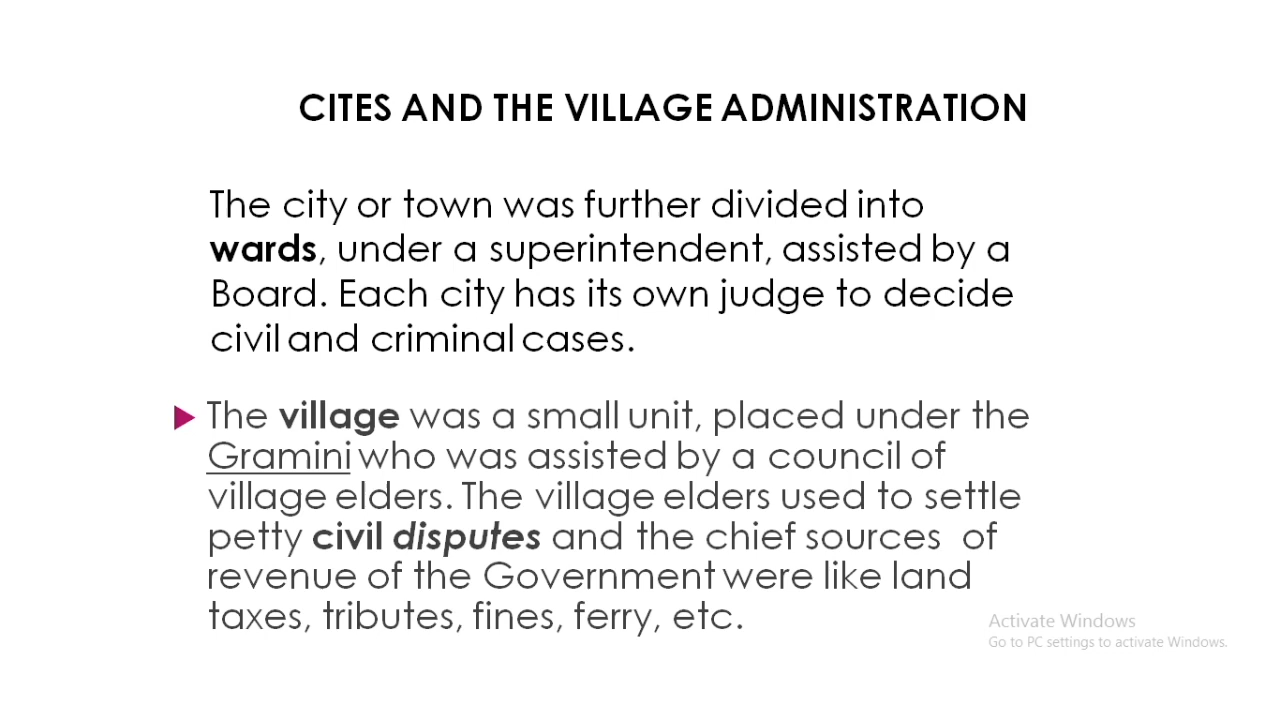 CITES AND THE VILLAGE ADMINISTRATION
The city or town was further divided into
wards, under a superintendent, assisted by a
Board. Each city has its own judge to decide
civil and criminal cases.
The village was a small unit, placed under the
Gramini who was assisted by a council of
village elders. The village elders used to settle
petty civil disputes and the chief sources of
revenue of the Government were like land
taxes, tributes, fines, ferry, etc.
Activate Windows
Go to PC settings to activate Windows.